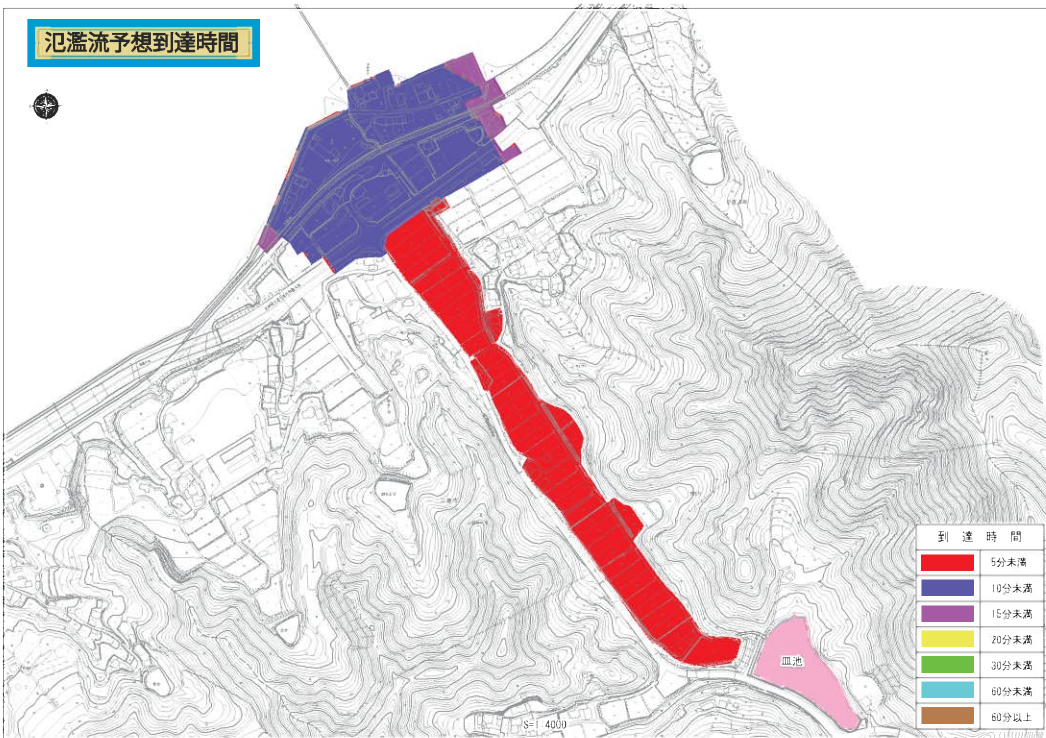 氾濫流予想到達時間
到達時間
5分未満
10分未満
15分未満
20分未満
30分未満
60分未満
60分以上
皿池
S=1:4000